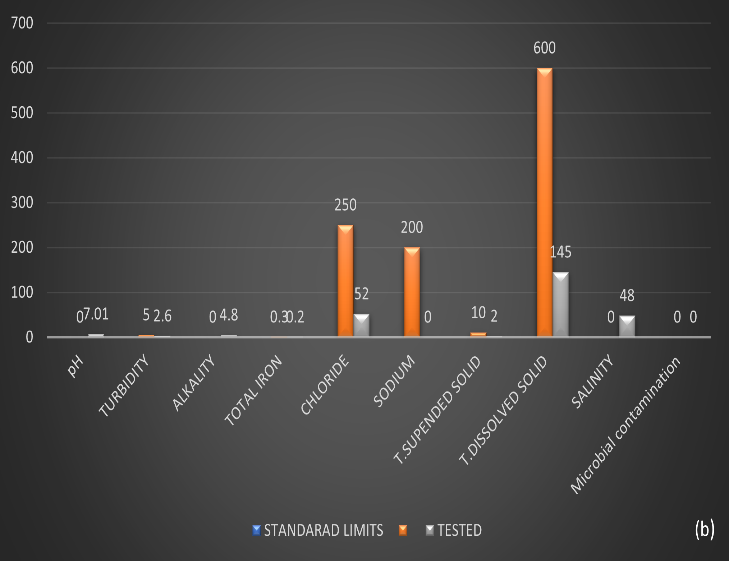 700
600
500
400
300
200
100
0
0 7.01 5 2.6 0 4.8 0.3 0.2 250 52 200 0 10 2 600 145 0 48 0 0
pH
TURBIDITY
ALKALITY
TOTAL IRON
CHLORIDE
SODIUM
T.SUPENDED SOLID
T.DISSOLVED SOLID
SALINITY
Microbial contamination
STANDARAD LIMITS TESTED
(b)